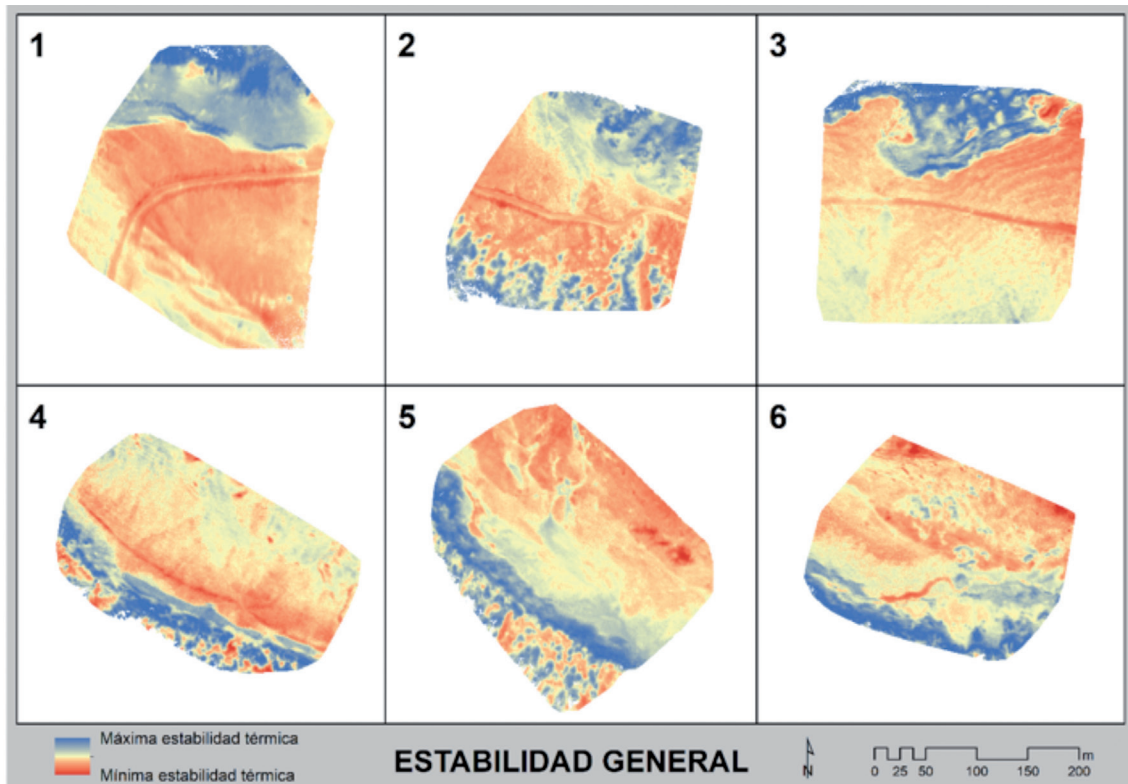 1
2
3
4
5
6
Máxima estabilidad térmica
Mínima estabilidad térmica
ESTABILIDAD GENERAL
N
0 25 50 100 150 200 m